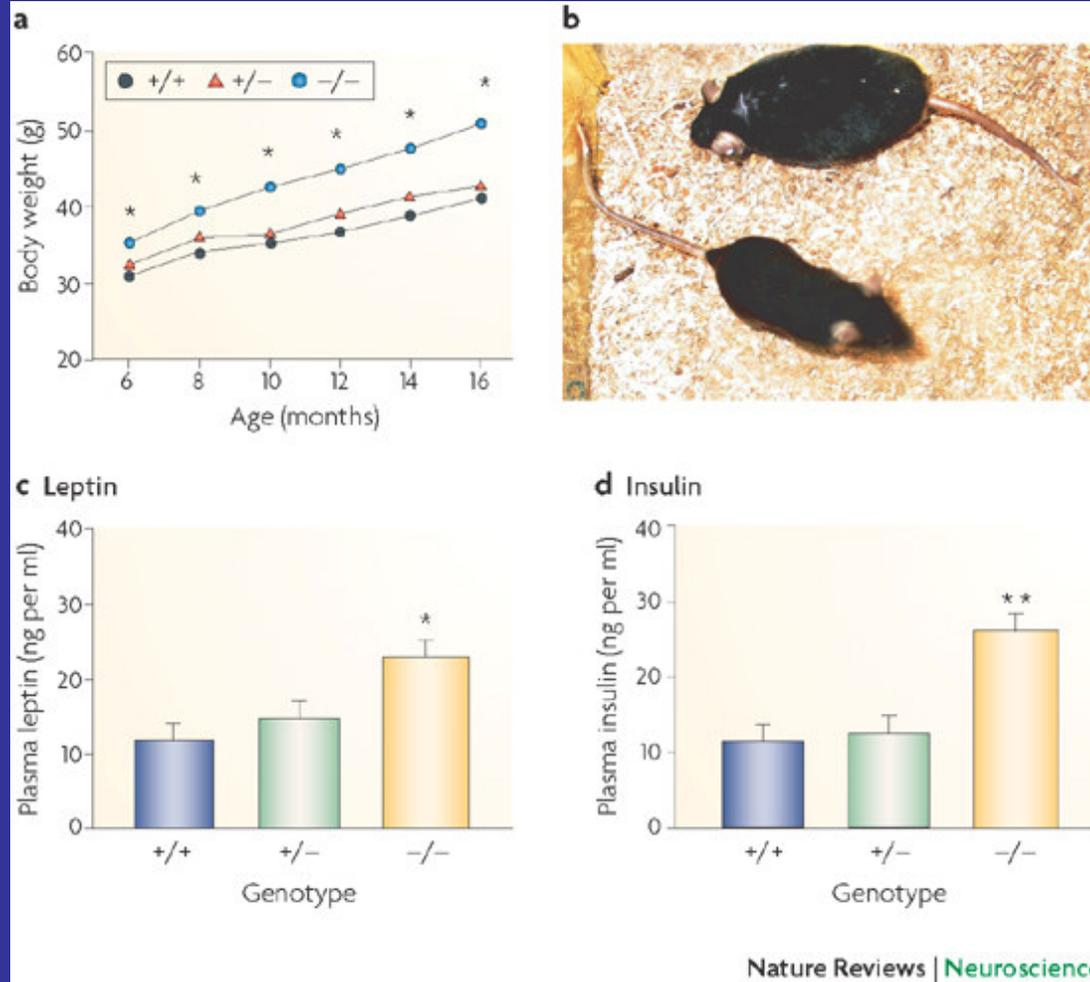 a
60
50
40
30
20
Body weight (g)
+/+ +/– –/–
* * * * * *
6 8 10 12 14 16
Age (months)
b
c Leptin
40
30
20
10
0
Plasma leptin (ng per ml)
*
+/+ +/– –/–
Genotype
d Insulin
40
30
20
10
0
Plasma insulin (ng per ml)
**
+/+ +/– –/–
Genotype
Nature Reviews | Neuroscience